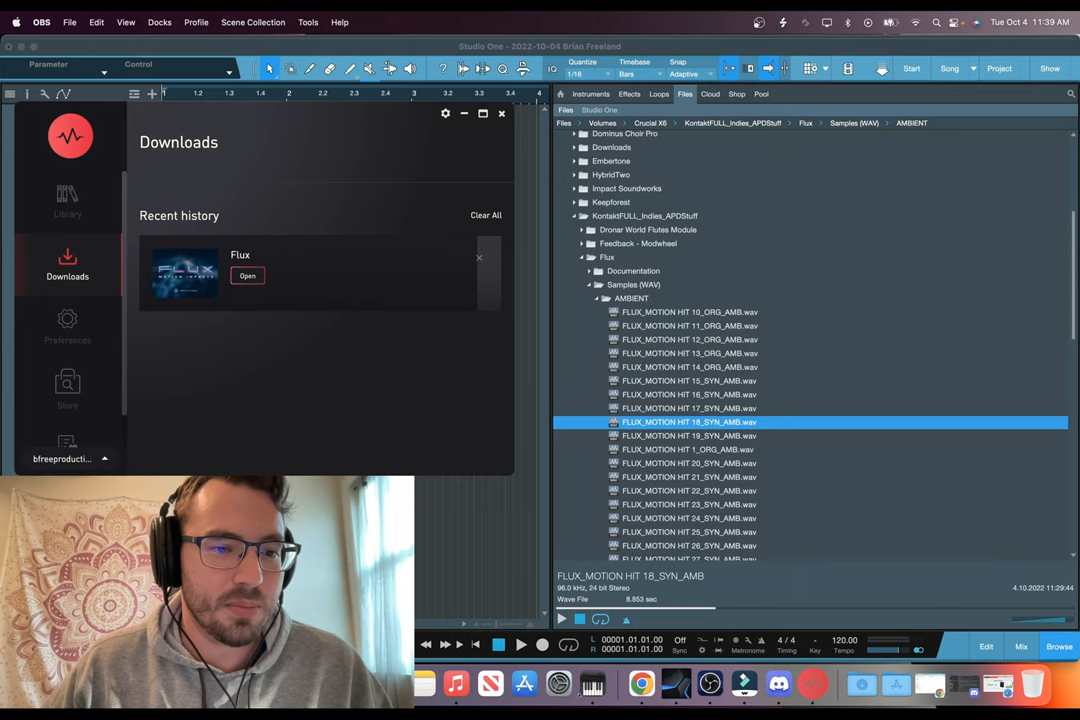 OBS File Edit View Docks Profile Scene Collection Tools Help Tue Oct 4 11:39 AM
Studio One - 2022-10-04 Brian Freeland
Parameter Control
Quantize Timebase Snap
1/16 Bars Adaptive
IQ Start Song Project Show
1 1.2 1.3 1.4 2 2.2 2.3 2.4 3 3.2 3.3 3.4 4
Instruments Effects Loops Files Cloud Shop Pool
Files Studio One
Files Volumes Crucial X6 KontaktFULL_Indies_APDStuff Flux Samples (WAV) AMBIENT
Downloads
Recent history
Clear All
Flux
Open
FLUX
MOTION IMPACTS
Library
Downloads
Preferences
Store
bfreeproducti...
Dominus Choir Pro
Downloads
Embertone
HybridTwo
Impact Soundworks
Keepforest
KontaktFULL_Indies_APDStuff
Dronar World Flutes Module
Feedback - Modwheel
Flux
Documentation
Samples (WAV)
AMBIENT
FLUX_MOTION HIT 10_ORG_AMB.wav
FLUX_MOTION HIT 11_ORG_AMB.wav
FLUX_MOTION HIT 12_ORG_AMB.wav
FLUX_MOTION HIT 13_ORG_AMB.wav
FLUX_MOTION HIT 14_ORG_AMB.wav
FLUX_MOTION HIT 15_SYN_AMB.wav
FLUX_MOTION HIT 16_SYN_AMB.wav
FLUX_MOTION HIT 17_SYN_AMB.wav
FLUX_MOTION HIT 18_SYN_AMB.wav
FLUX_MOTION HIT 19_SYN_AMB.wav
FLUX_MOTION HIT 1_ORG_AMB.wav
FLUX_MOTION HIT 20_SYN_AMB.wav
FLUX_MOTION HIT 21_SYN_AMB.wav
FLUX_MOTION HIT 22_SYN_AMB.wav
FLUX_MOTION HIT 23_SYN_AMB.wav
FLUX_MOTION HIT 24_SYN_AMB.wav
FLUX_MOTION HIT 25_SYN_AMB.wav
FLUX_MOTION HIT 26_SYN_AMB.wav
FLUX_MOTION HIT 27_SYN_AMB.wav
FLUX_MOTION HIT 18_SYN_AMB
96.0 kHz, 24 bit Stereo 4.10.2022 11:29:44
Wave File 8.853 sec
L 00001.01.01.00 Off 4 / 4 - 120.00
R 00001.01.01.00 Sync Metronome Timing Key Tempo
Edit Mix Browse